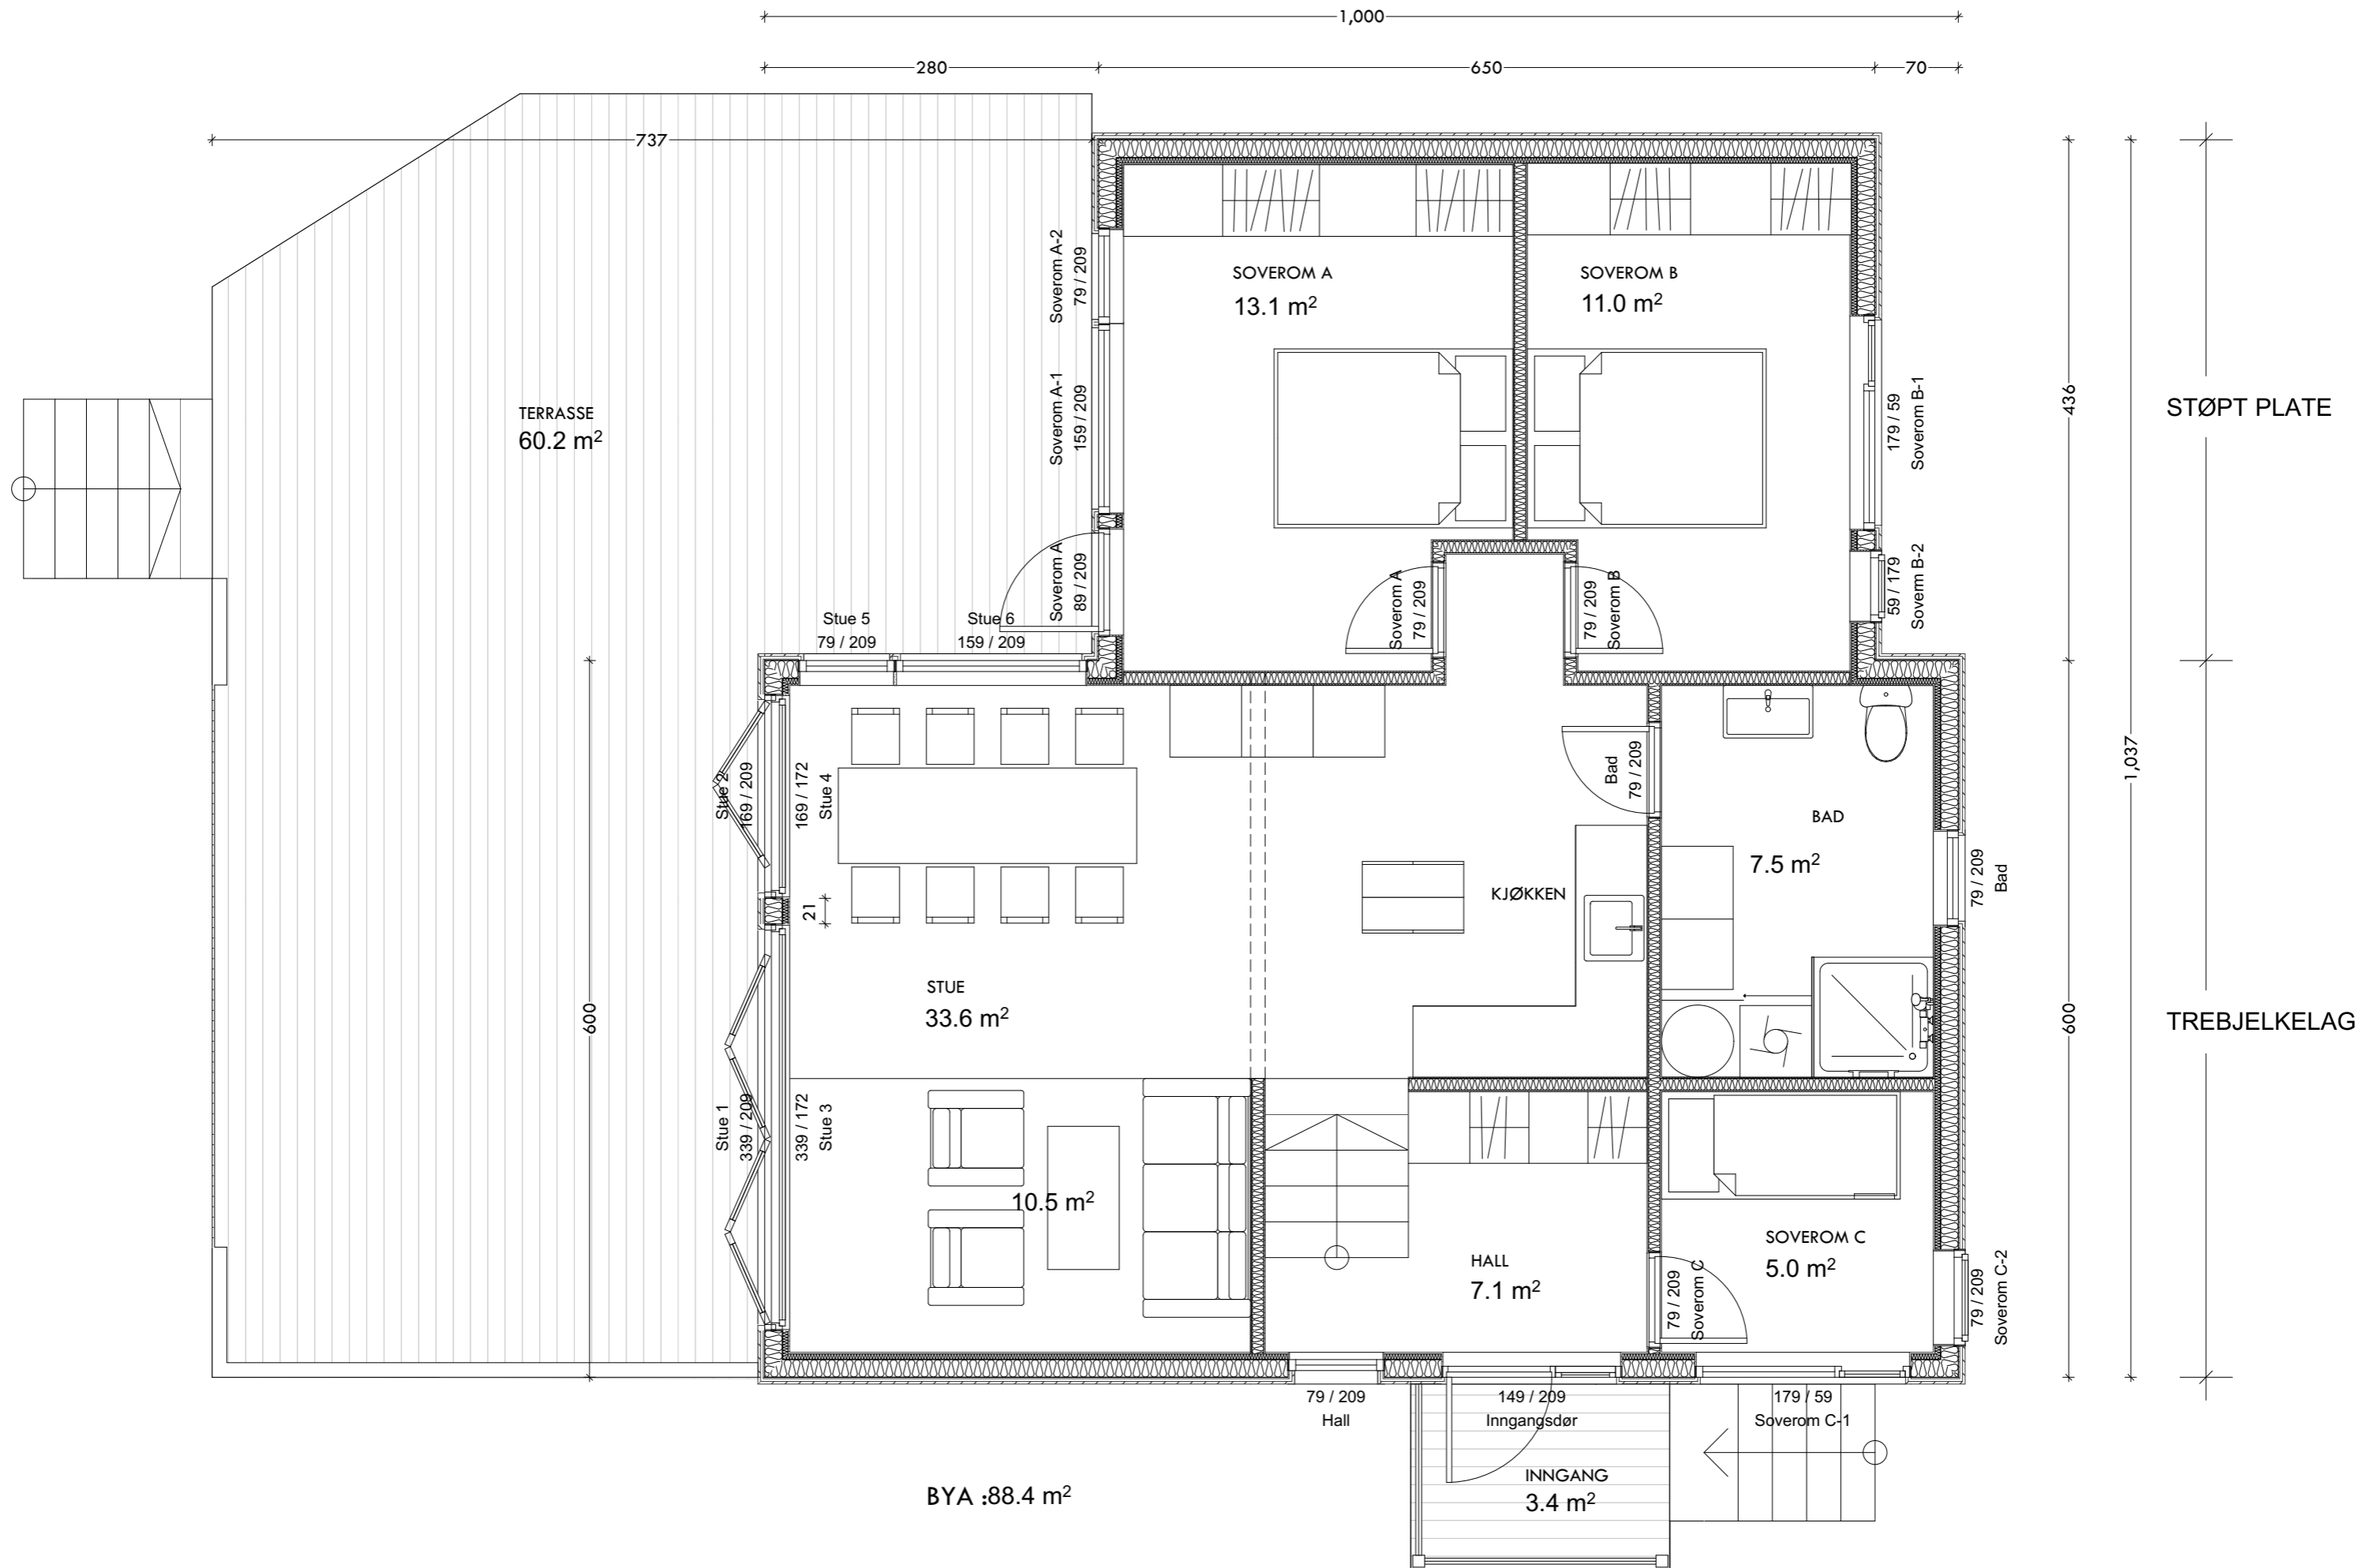 1,000
280
650
70
737
SOVEROM A
13.1 m²
SOVEROM B
11.0 m²
Soverom A-2
79 / 209
Soverom A-1
159 / 209
Soverom A
89 / 209
TERRASSE
60.2 m²
179 / 59
Soverom B-1
59 / 179
Soverm B-2
436
STØPT PLATE
Soverom A
79 / 209
79 / 209
Soverom B
Stue 5
79 / 209
Stue 6
159 / 209
Stue 2
169 / 209
169 / 172
Stue 4
Bad
79 / 209
BAD
7.5 m²
79 / 209
Bad
1,037
21
KJØKKEN
STUE
33.6 m²
600
600
TREBJELKELAG
Stue 1
339 / 209
339 / 172
Stue 3
10.5 m²
HALL
7.1 m²
79 / 209
Soverom C
SOVEROM C
5.0 m²
79 / 209
Soverom C-2
79 / 209
Hall
149 / 209
Inngangsdør
179 / 59
Soverom C-1
INNGANG
3.4 m²
BYA :88.4 m²